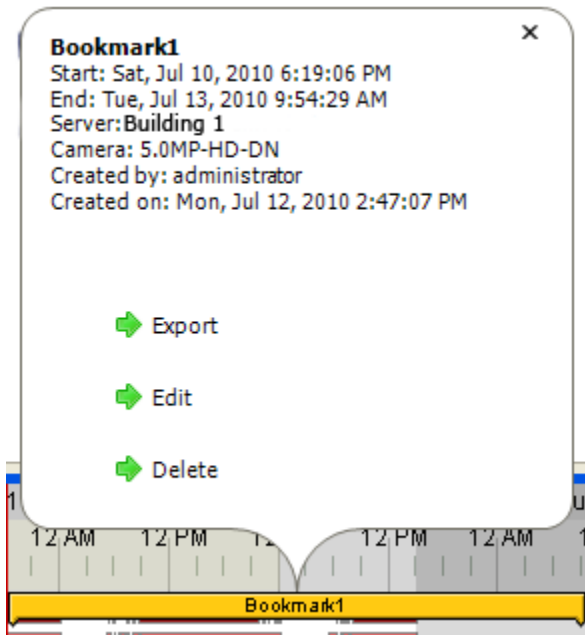 ×
Bookmark1
Start: Sat, Jul 10, 2010 6:19:06 PM
End: Tue, Jul 13, 2010 9:54:29 AM
Server:Building 1
Camera: 5.0MP-HD-DN
Created by: administrator
Created on: Mon, Jul 12, 2010 2:47:07 PM
Export
Edit
Delete
12 AM 12 PM 12 PM 12 AM
Bookmark1